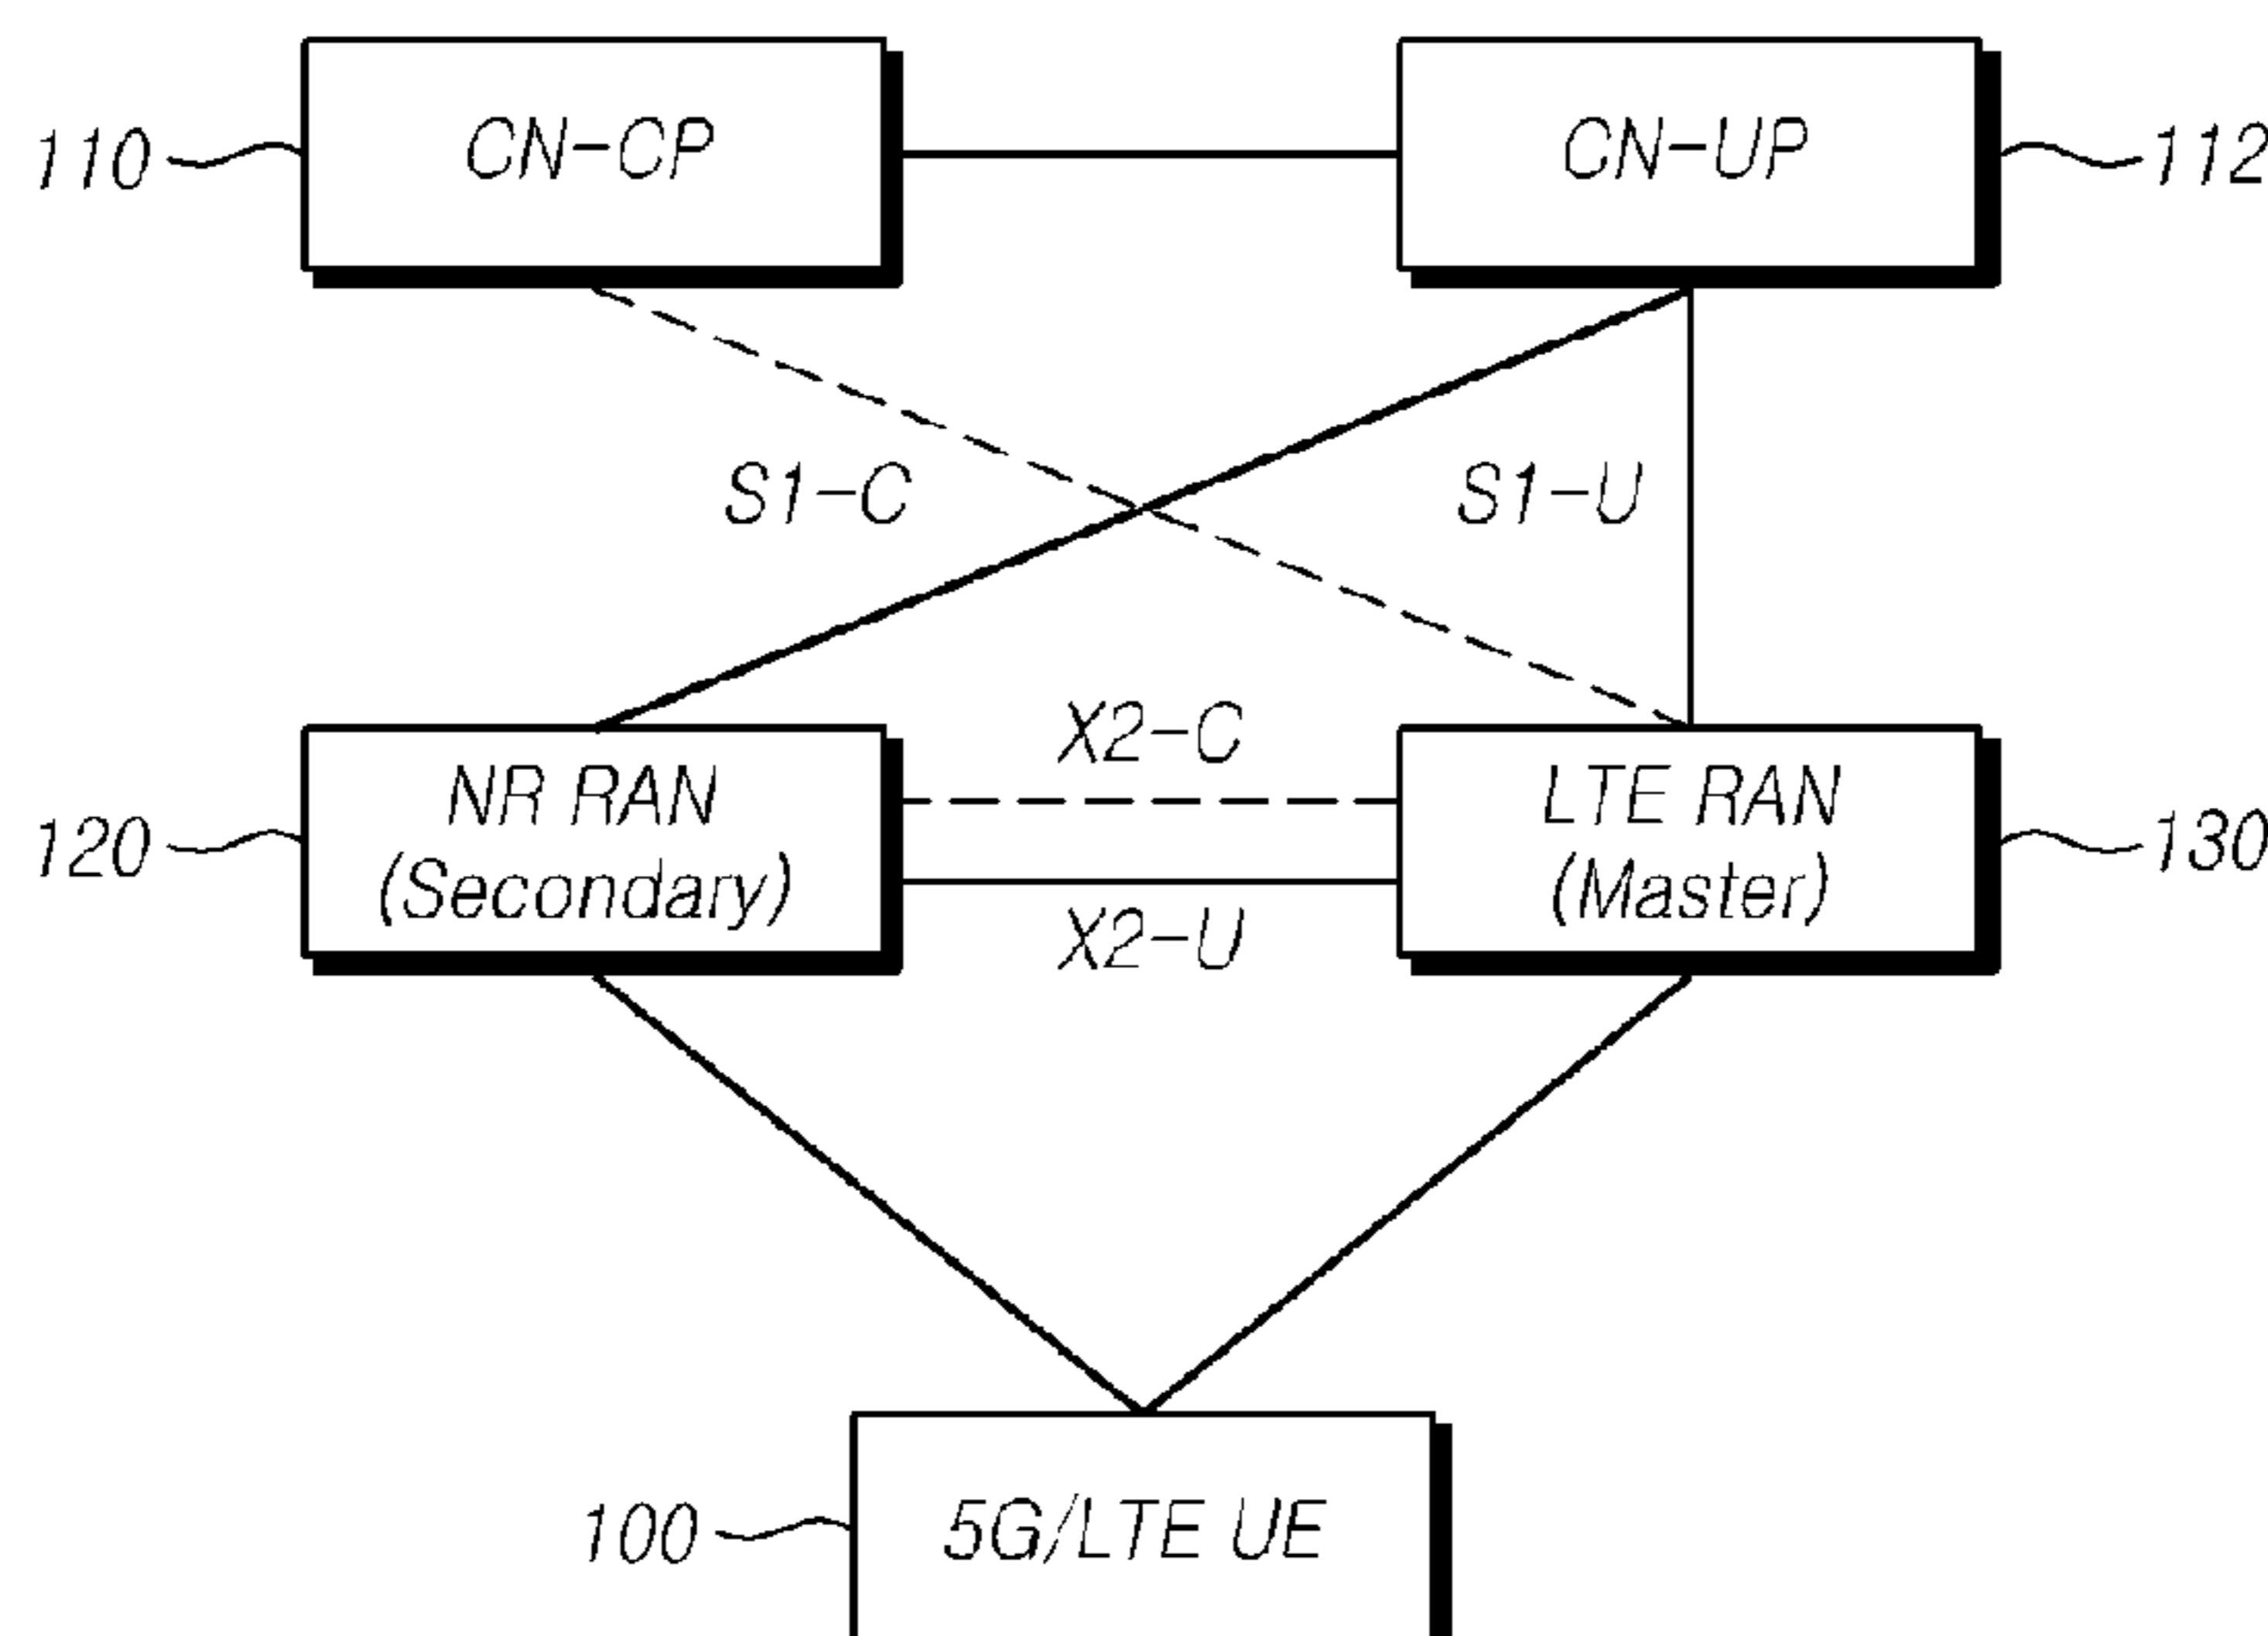 110
CN-CP
CN-UP
112
S1-C
S1-U
X2-C
120
NR RAN
(Secondary)
LTE RAN
(Master)
130
X2-U
100
5G/LTE UE